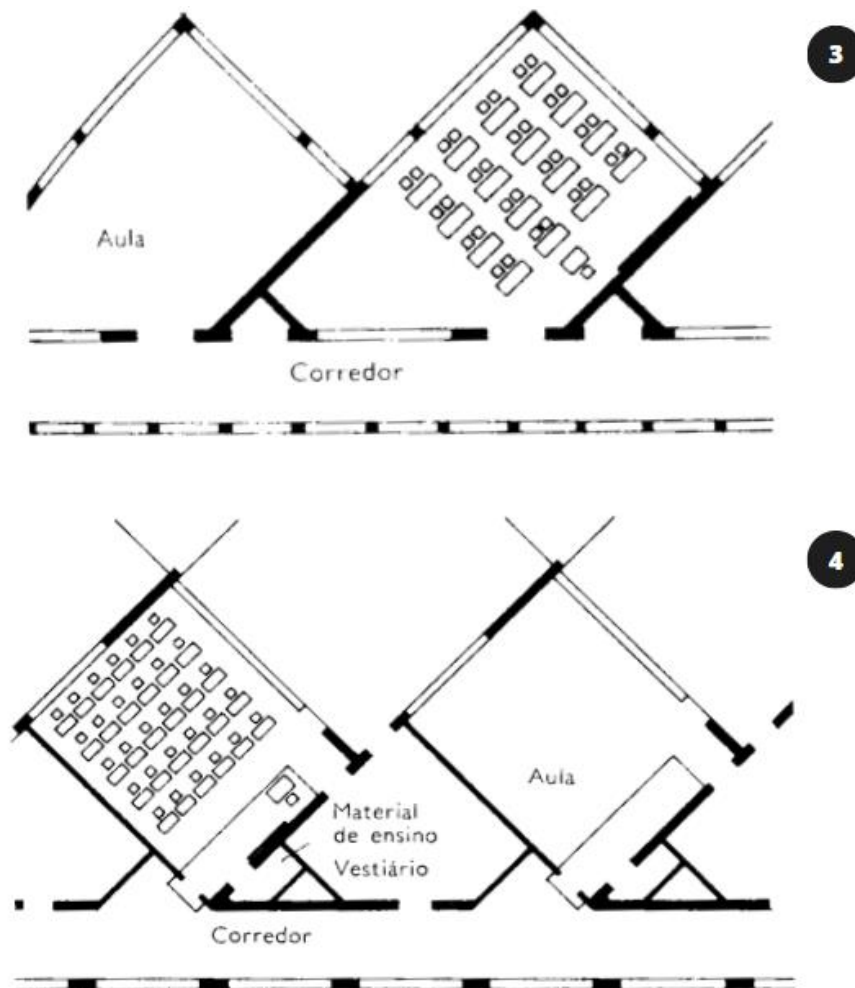 3
Aula
Corredor
4
Aula
Material
de ensino
Vestiário
Corredor